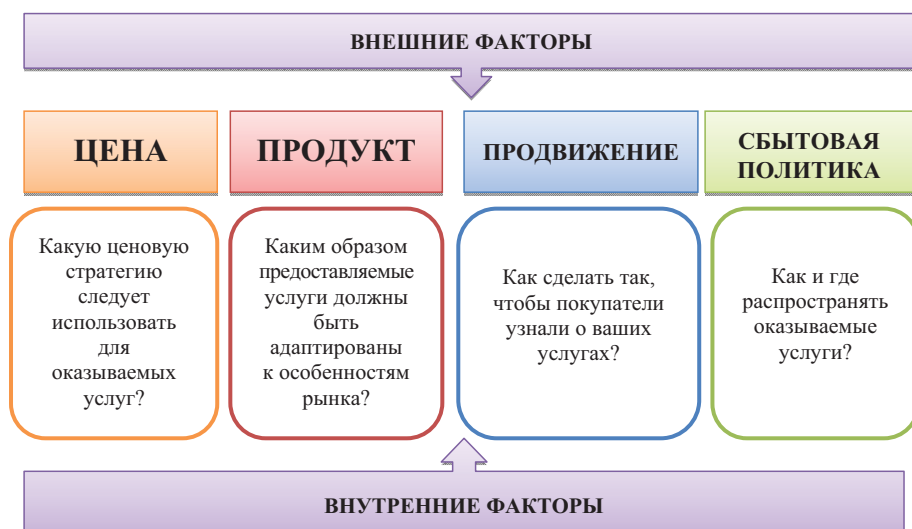 ВНЕШНИЕ ФАКТОРЫ
ЦЕНА
ПРОДУКТ
ПРОДВИЖЕНИЕ
СБЫТОВАЯ
ПОЛИТИКА
Какую ценовую
стратегию
следует
использовать
для
оказываемых
услуг?
Каким образом
предоставляемые
услуги должны
быть
адаптированы
к особенностям
рынка?
Как сделать так,
чтобы покупатели
узнали о ваших
услугах?
Как и где
распространять
оказываемые
услуги?
ВНУТРЕННИЕ ФАКТОРЫ